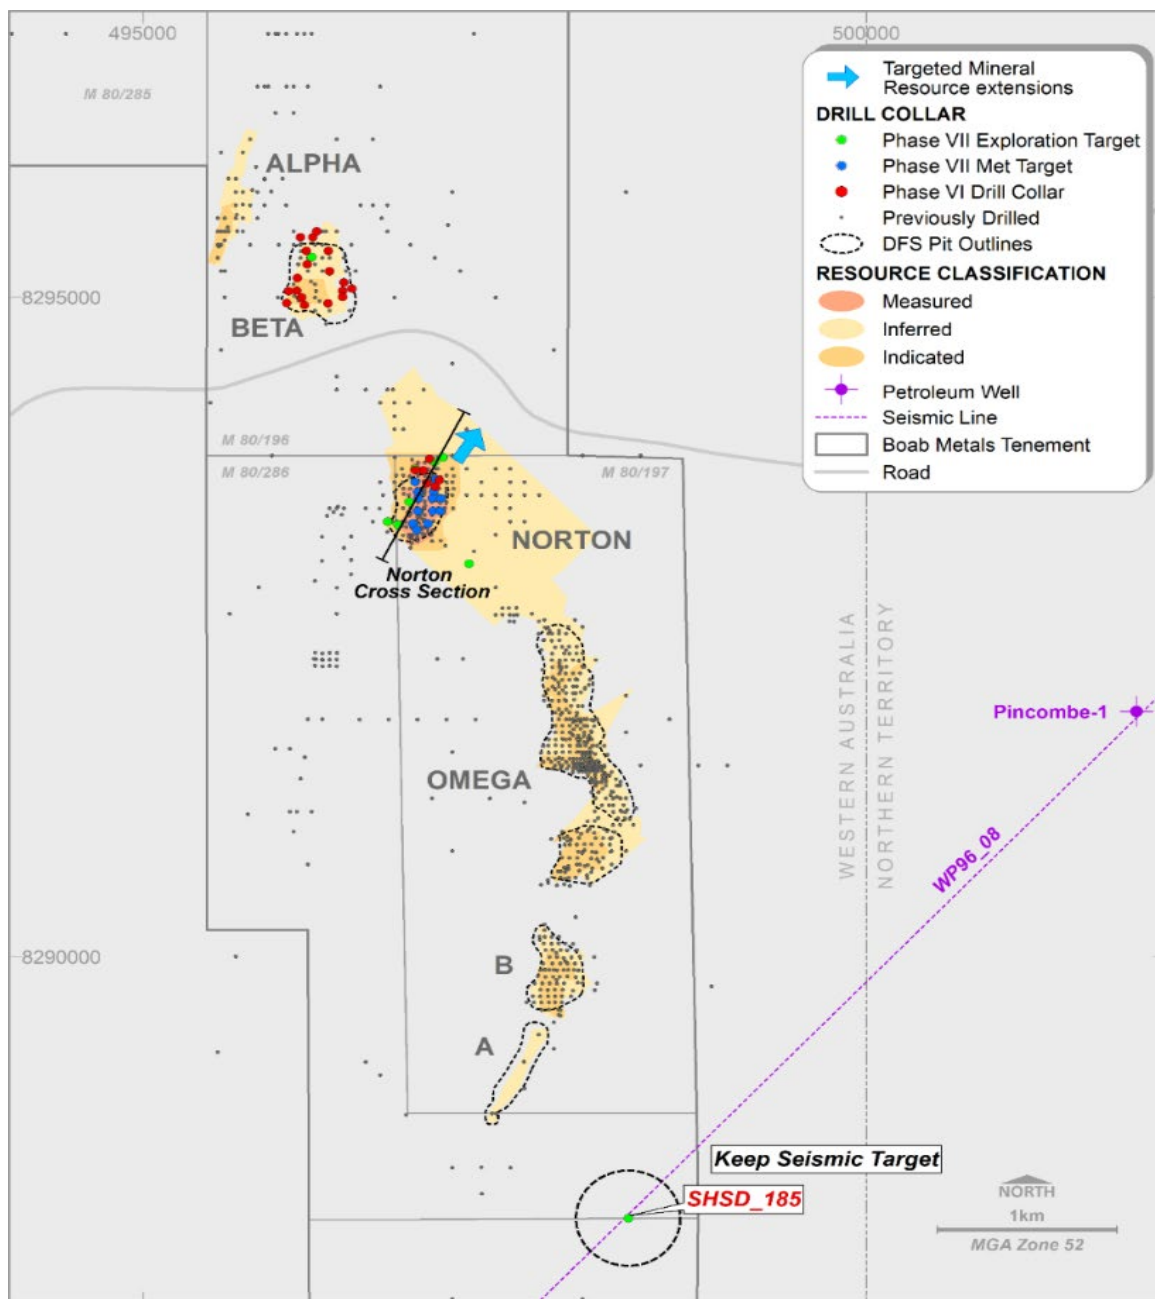 495000
500000
M 80/285
ALPHA
8295000
BETA
M 80/196
M 80/286
M 80/197
NORTON
Norton
Cross Section
OMEGA
B
A
8290000
WESTERN AUSTRALIA
NORTHERN TERRITORY
Pincombe-1
WP96_08
Keep Seismic Target
SHSD_185
NORTH
1km
MGA Zone 52
Targeted Mineral
Resource extensions
DRILL COLLAR
Phase VII Exploration Target
Phase VII Met Target
Phase VI Drill Collar
Previously Drilled
DFS Pit Outlines
RESOURCE CLASSIFICATION
Measured
Inferred
Indicated
Petroleum Well
Seismic Line
Boab Metals Tenement
Road